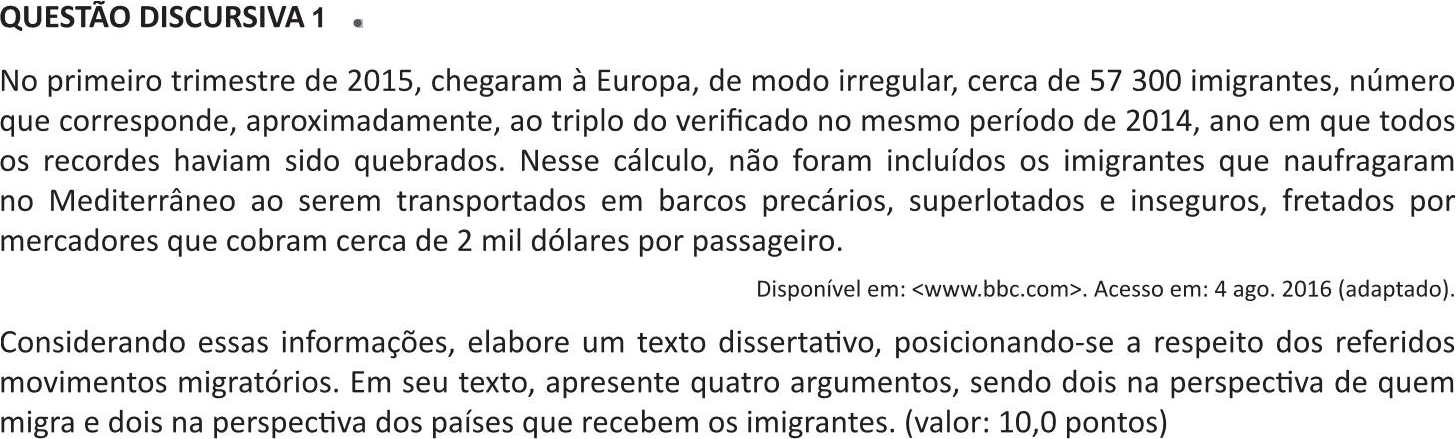 QUESTÃO DISCURSIVA 1
No primeiro trimestre de 2015, chegaram à Europa, de modo irregular, cerca de 57 300 imigrantes, número
que corresponde, aproximadamente, ao triplo do verificado no mesmo período de 2014, ano em que todos
os recordes haviam sido quebrados. Nesse cálculo, não foram incluídos os imigrantes que naufragaram
no Mediterrâneo ao serem transportados em barcos precários, superlotados e inseguros, fretados por
mercadores que cobram cerca de 2 mil dólares por passageiro.
Disponível em: <www.bbc.com>. Acesso em: 4 ago. 2016 (adaptado).
Considerando essas informações, elabore um texto dissertativo, posicionando-se a respeito dos referidos
movimentos migratórios. Em seu texto, apresente quatro argumentos, sendo dois na perspectiva de quem
migra e dois na perspectiva dos países que recebem os imigrantes. (valor: 10,0 pontos)